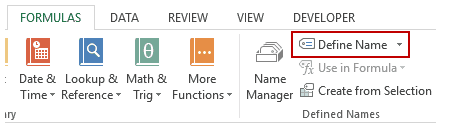 FORMULAS DATA REVIEW VIEW DEVELOPER
Date & Time
Lookup & Reference
Math & Trig
More Functions
Name Manager
Define Name
Use in Formula
Create from Selection
Defined Names